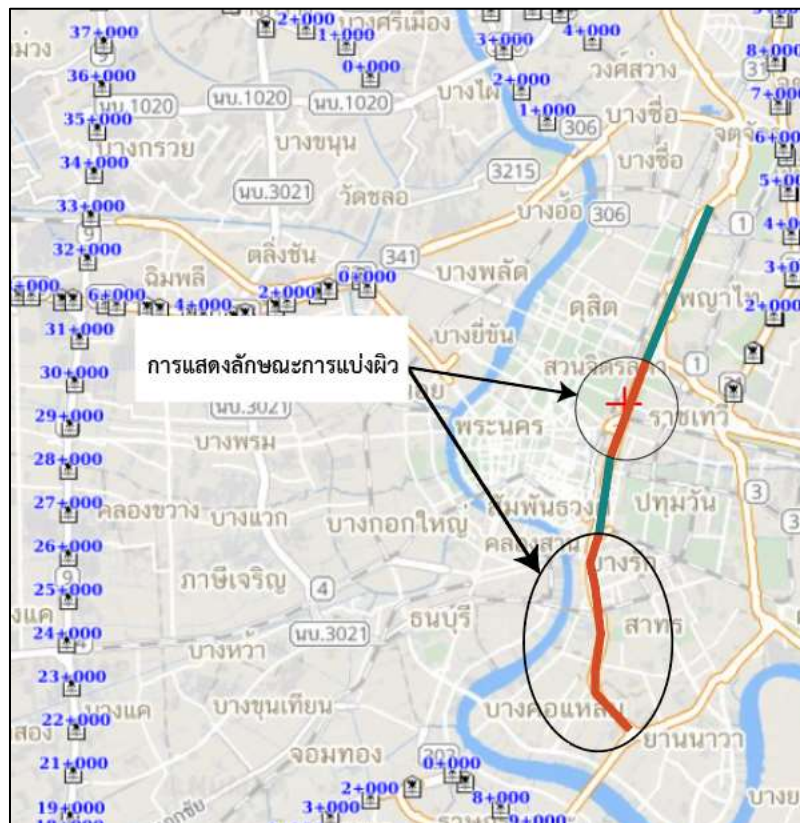 2+000
บางศรีเมือง
37+000
1+000
4+000
3+000
ม่วง
9
0+000
วงศ์สว่าง
31
8+000
36+000
บางไผ่
2+000
นบ.1020
นบ.1020
นบ.1020
7+000
1+000
บางซื่อ
35+000
306
บางกรวย
บางขนุน
6+000
บางซื่อ
34+000
3215
5+000
นบ.3021
วัดชลอ
33+000
บางอ้อ
306
1
4+000
9
32+000
ตลิ่งชัน
341
บางพลัด
ฉิมพลี
0+000
พญาไท
+000
6+000
4+000
2+000
ดุสิต
2+000
31+000
บางยี่ขัน
การแสดงลักษณะการแบ่งผิว
30+000
1
นบ.3021
ราชเทวี
29+000
พระนคร
บางพรม
28+000
3
คลองขวาง
27+000
ปทุมวัน
บางแวก
บางกอกใหญ่
คลองสาน
3
26+000
บางรัก
9
ภาษีเจริญ
4
25+000
ธนบุรี
สาทร
24+000
นบ.3021
บางหว้า
23+000
บางแค
บางขุนเทียน
บางคอแหลม
22+000
สอง
ยานนาวา
จอมทอง
21+000
0+000
2+000
8+000
19+000
3+000
9+000